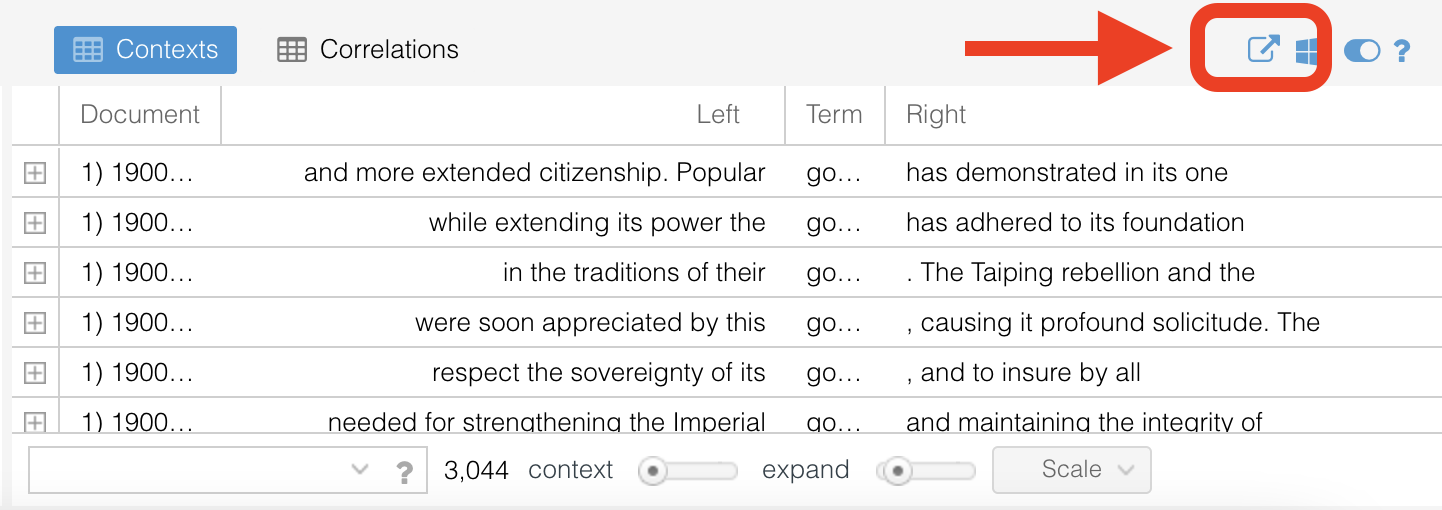 Contexts Correlations ?
Document Left Term Right
1) 1900... and more extended citizenship. Popular go... has demonstrated in its one
1) 1900... while extending its power the go... has adhered to its foundation
1) 1900... in the traditions of their go... . The Taiping rebellion and the
1) 1900... were soon appreciated by this go... , causing it profound solicitude. The
1) 1900... respect the sovereignty of its go... , and to insure by all
1) 1900... needed for strengthening the Imperial go... and maintaining the integrity of
? 3,044 context expand Scale